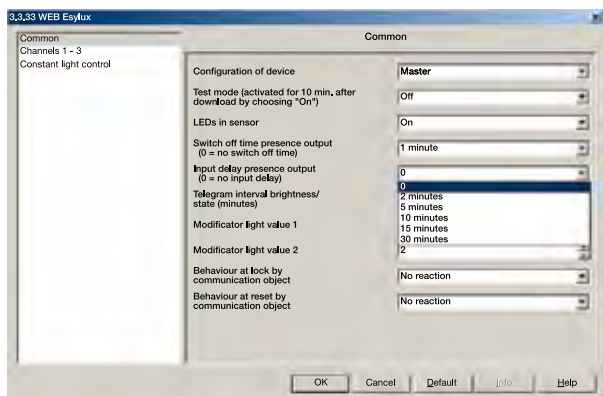 3.3.33 WEB Esylux
Common
Channels 1 - 3
Constant light control
Common
Configuration of device
Master
Test mode (activated for 10 min. after
download by choosing "On")
Off
LEDs in sensor
On
Switch off time presence output
(0 = no switch off time)
1 minute
Input delay presence output
(0 = no input delay)
0
0
2 minutes
5 minutes
10 minutes
15 minutes
30 minutes
Telegram interval brightness/
state (minutes)
Modificator light value 1
Modificator light value 2
2
Behaviour at lock by
communication object
No reaction
Behaviour at reset by
communication object
No reaction
OK
Cancel
Default
Info
Help